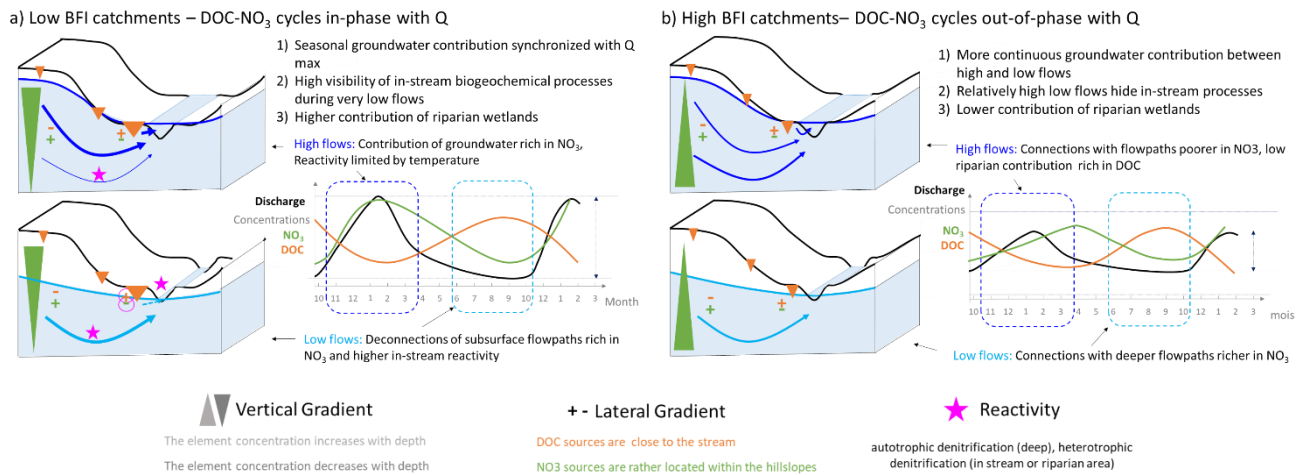 a) Low BFI catchments – DOC-NO3 cycles in-phase with Q
1) Seasonal groundwater contribution synchronized with Q
max
2) High visibility of in-stream biogeochemical processes
during very low flows
3) Higher contribution of riparian wetlands
High flows: Contribution of groundwater rich in NO3,
Reactivity limited by temperature
Discharge
Concentrations
NO3
DOC
10 11 12 1 2 3 4 5 6 7 8 9 10 12 1 2 3 Month
Low flows: Deconnections of subsurface flowpaths rich in
NO3 and higher in-stream reactivity
- + ±
- + ±
b) High BFI catchments– DOC-NO3 cycles out-of-phase with Q
1) More continuous groundwater contribution between
high and low flows
2) Relatively high low flows hide in-stream processes
3) Lower contribution of riparian wetlands
High flows: Connections with flowpaths poorer in NO3, low
riparian contribution rich in DOC
Discharge
Concentrations
NO3
DOC
10 11 12 1 2 3 4 5 6 7 8 9 10 12 1 2 3 mois
Low flows: Connections with deeper flowpaths richer in NO3
- + ±
- + ±
Vertical Gradient
The element concentration increases with depth
The element concentration decreases with depth
+ - Lateral Gradient
DOC sources are close to the stream
NO3 sources are rather located within the hillslopes
Reactivity
autotrophic denitrification (deep), heterotrophic
denitrification (in stream or riparian area)